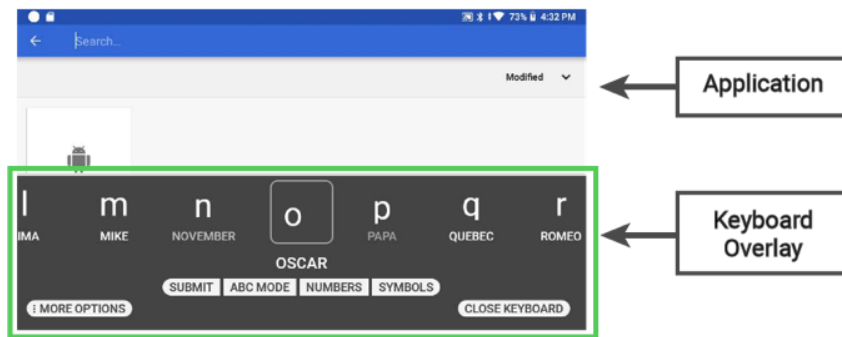 73% 4:32 PM
Search...
Modified
Application
l m n o p q r
IMA MIKE NOVEMBER PAPA QUEBEC ROMEO
OSCAR
SUBMIT ABC MODE NUMBERS SYMBOLS
⋮ MORE OPTIONS CLOSE KEYBOARD
Keyboard
Overlay